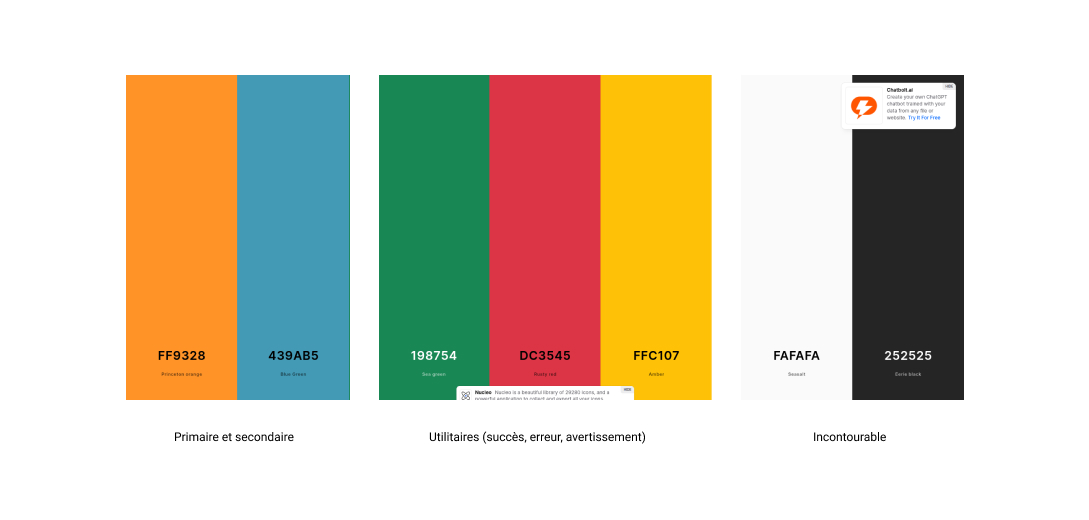 FF9328
Princeton orange
439AB5
Blue Green
198754
Sea green
DC3545
Rusty red
FFC107
Amber
Nucleo Nucleo is a beautiful library of 29280 icons, and a
powerful application to collect and export all your icons.
HIDE
FAFAFA
Seasalt
252525
Eerie black
Chatbolt.ai
HIDE
Create your own ChatGPT
chatbot trained with your
data from any file or
website. Try It For Free
Primaire et secondaire
Utilitaires (succès, erreur, avertissement)
Incontourable